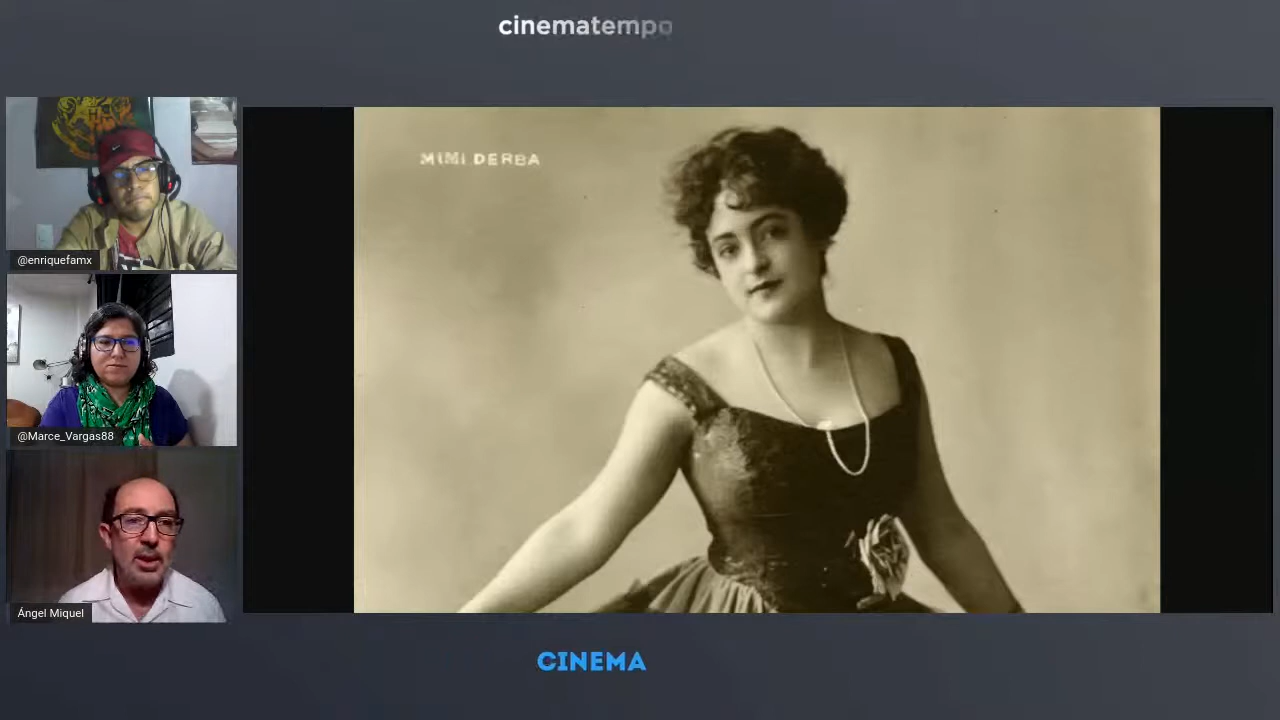 cinematempo
MIMI DERBA
@enriquefamx
@Marce_Vargas88
Ángel Miquel
CINEMA